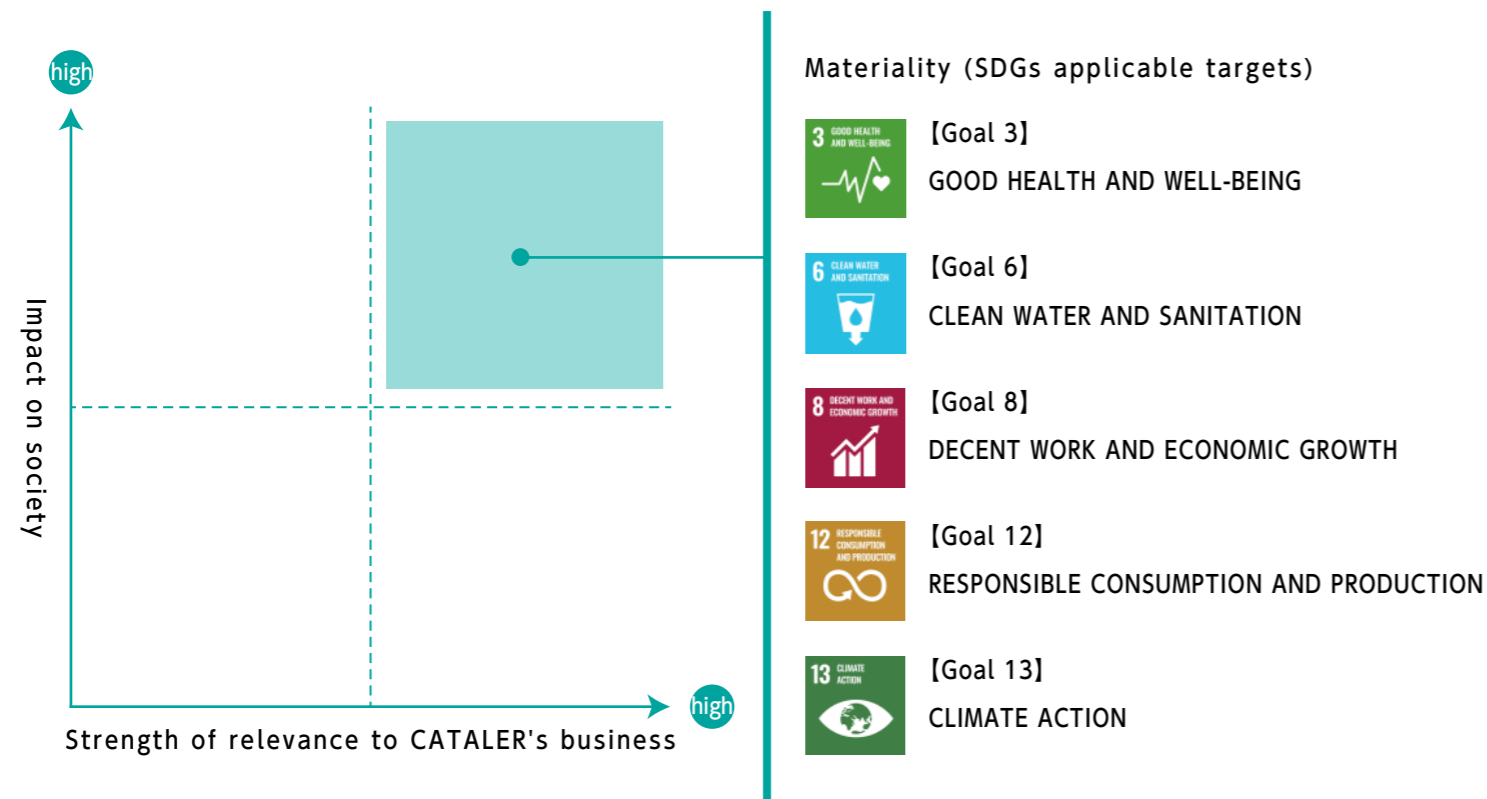 high
Impact on society
high
Strength of relevance to CATALER's business
Materiality (SDGs applicable targets)
3 GOOD HEALTH
AND WELL-BEING
【Goal 3】
GOOD HEALTH AND WELL-BEING
6 CLEAN WATER
AND SANITATION
【Goal 6】
CLEAN WATER AND SANITATION
8 DECENT WORK AND
ECONOMIC GROWTH
【Goal 8】
DECENT WORK AND ECONOMIC GROWTH
12 RESPONSIBLE
CONSUMPTION
AND PRODUCTION
【Goal 12】
RESPONSIBLE CONSUMPTION AND PRODUCTION
13 CLIMATE
ACTION
【Goal 13】
CLIMATE ACTION